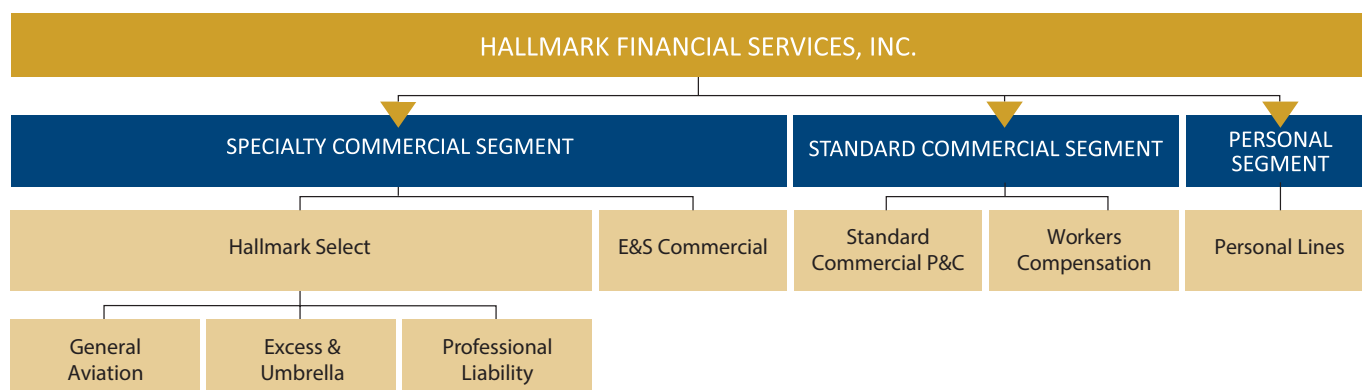 HALLMARK FINANCIAL SERVICES, INC.
SPECIALTY COMMERCIAL SEGMENT
STANDARD COMMERCIAL SEGMENT
PERSONAL
SEGMENT
Hallmark Select
E&S Commercial
Standard
Commercial P&C
Workers
Compensation
Personal Lines
General
Aviation
Excess &
Umbrella
Professional
Liability